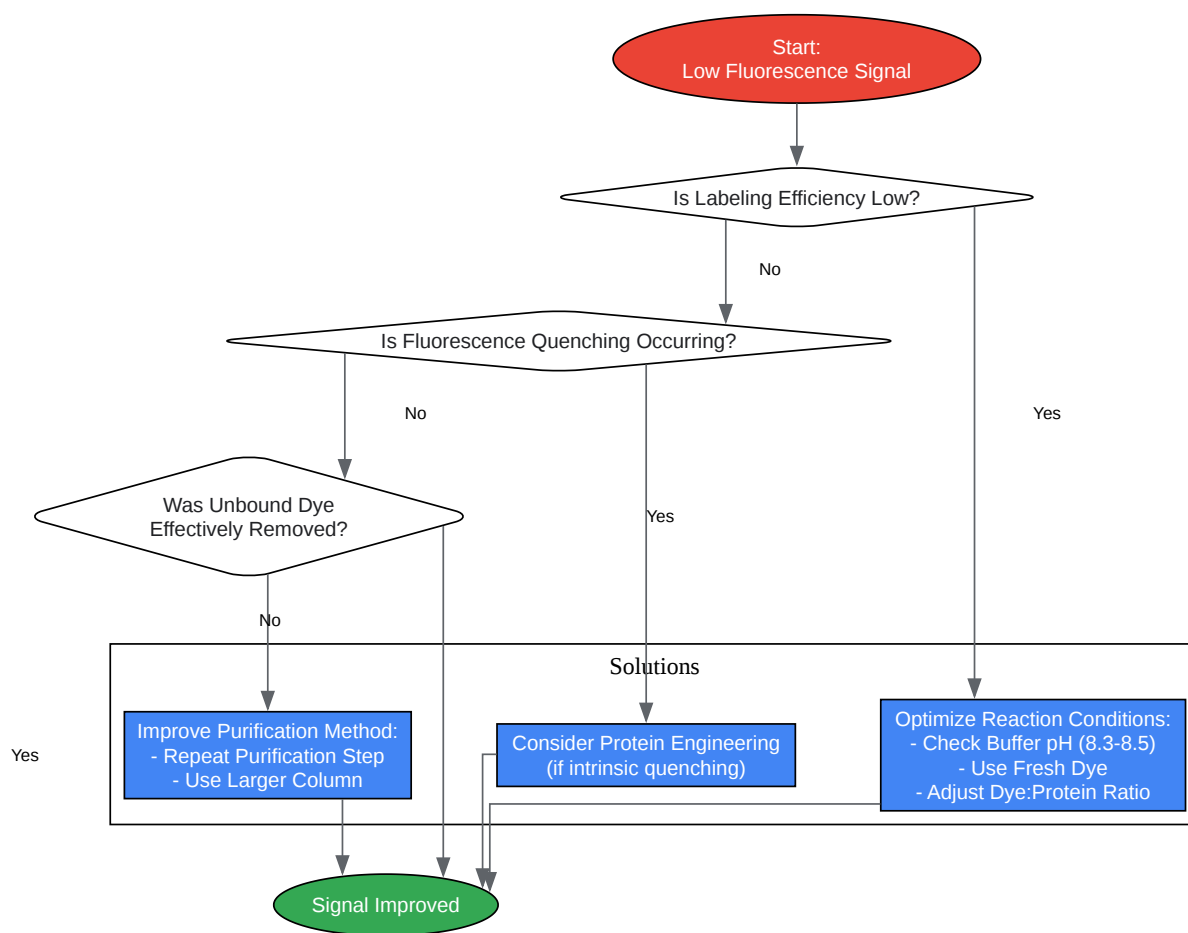 Start:
Low Fluorescence Signal
Is Labeling Efficiency Low?
No
Is Fluorescence Quenching Occurring?
No
Yes
Was Unbound Dye
Effectively Removed?
Yes
No
Solutions
Improve Purification Method:
- Repeat Purification Step
- Use Larger Column
Consider Protein Engineering
(if intrinsic quenching)
Optimize Reaction Conditions:
- Check Buffer pH (8.3-8.5)
- Use Fresh Dye
- Adjust Dye:Protein Ratio
Yes
Signal Improved